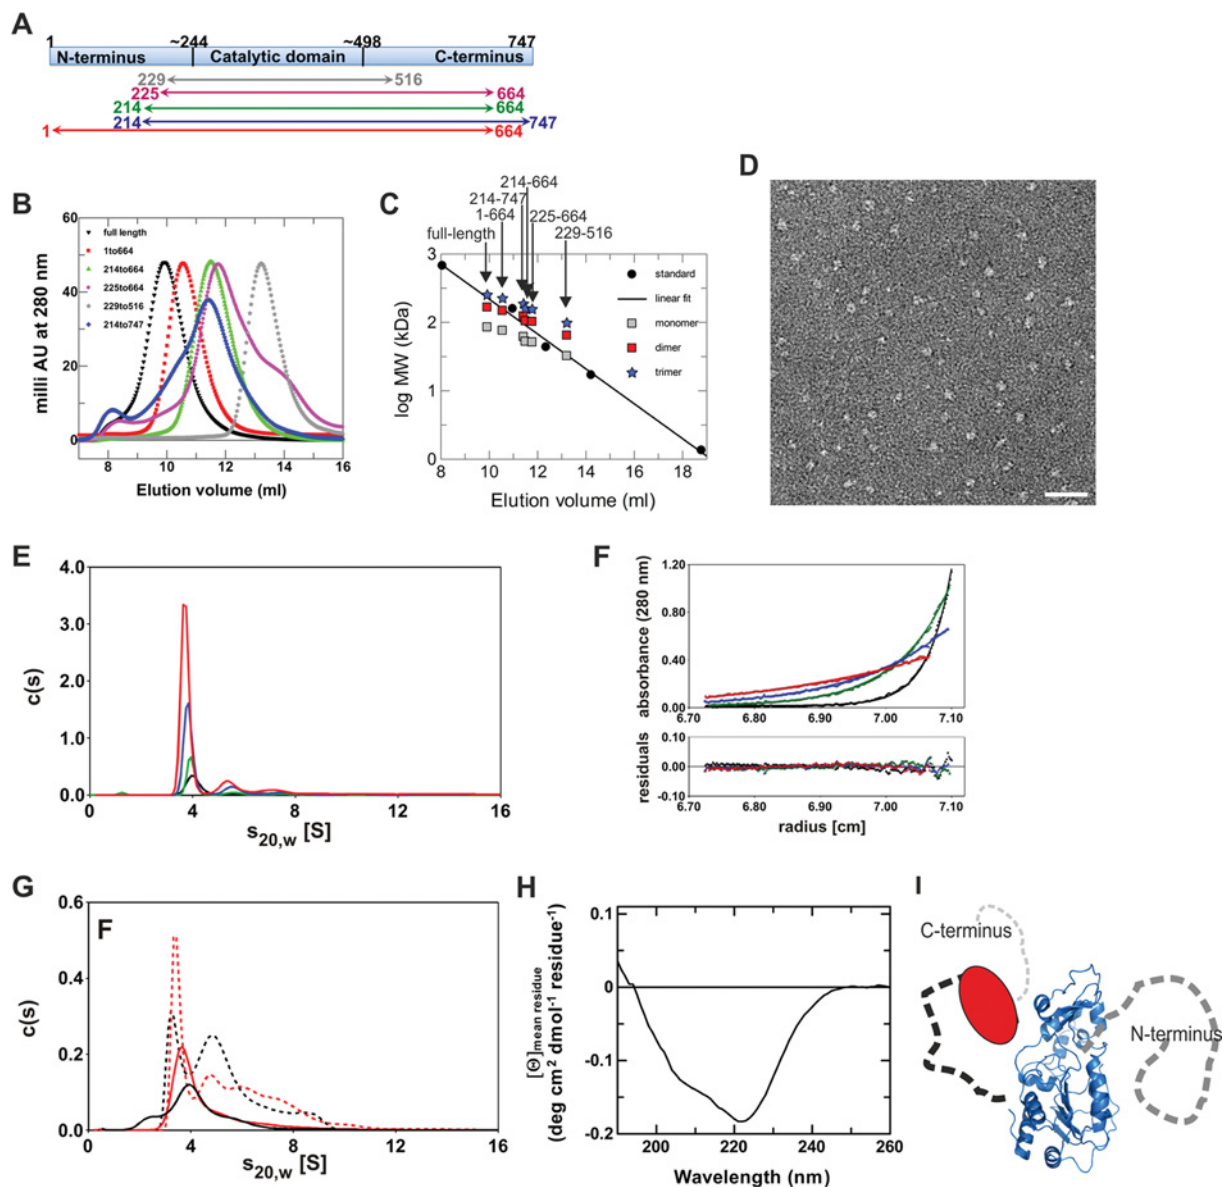 A
1 ~244 ~498 747
N-terminus Catalytic domain C-terminus
229 516
225 664
214 664
214 747
1 664
B
60
40
20
0
milli AU at 280 nm
full length
1to664
214to664
225to664
229to516
214to747
8 10 12 14 16
Elution volume (ml)
C
214-664
214-747
1-664 225-664
full-length 229-516
3
2
1
0
log MW (kDa)
standard
linear fit
monomer
dimer
trimer
8 10 12 14 16 18
Elution volume (ml)
D
E
4.0
3.0
2.0
1.0
0.0
c(s)
0 4 8 12 16
s20,w [S]
F
1.20
0.80
0.40
0.00
absorbance (280 nm)
6.70 6.80 6.90 7.00 7.10
0.10
0.00
-0.10
residuals
6.70 6.80 6.90 7.00 7.10
radius [cm]
G
F
0.6
0.4
0.2
0.0
c(s)
0 4 8 12 16
s20,w [S]
H
0.1
0
-0.1
-0.2
[Θ]mean residue
(deg cm2 dmol-1 residue-1)
200 220 240 260
Wavelength (nm)
I
C-terminus
N-terminus